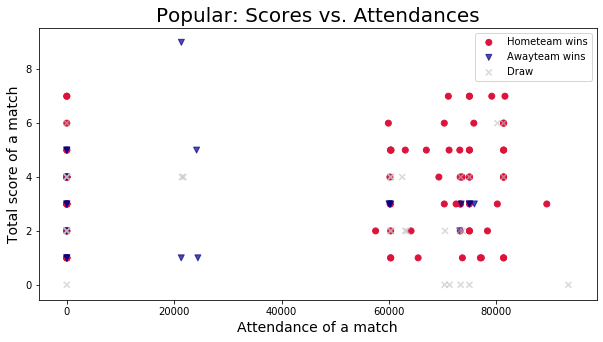 Popular: Scores vs. Attendances
Hometeam wins
Awayteam wins
Draw
Total score of a match
8
6
4
2
0
0 20000 40000 60000 80000
Attendance of a match